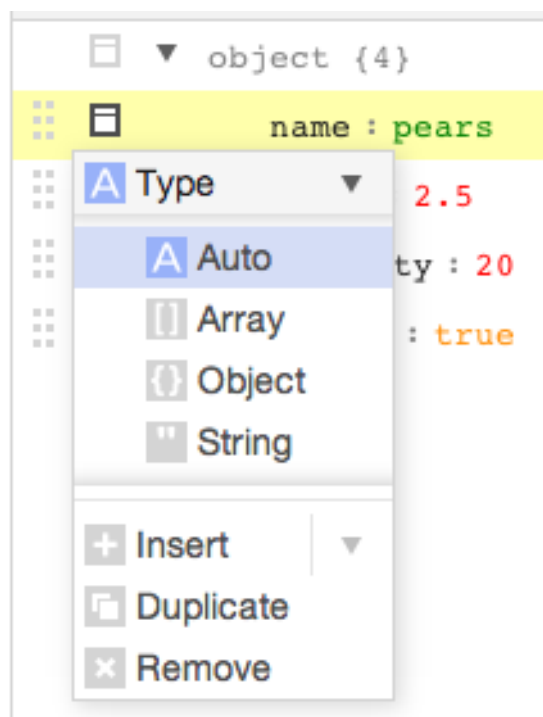 object {4}
name : pears
A Type
: 2.5
A Auto
ty : 20
[] Array
: true
{} Object
" String
+ Insert
Duplicate
× Remove